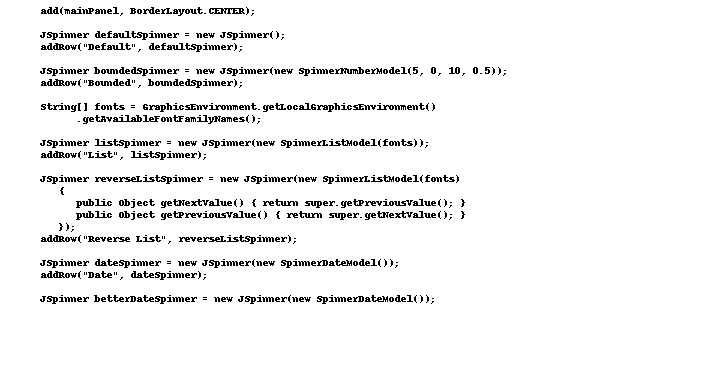 add(mainPanel, BorderLayout.CENTER);
JSpinner defaultSpinner = new JSpinner();
addRow("Default", defaultSpinner);
JSpinner boundedSpinner = new JSpinner(new SpinnerNumberModel(5, 0, 10, 0.5));
addRow("Bounded", boundedSpinner);
String[] fonts = GraphicsEnvironment.getLocalGraphicsEnvironment()
.getAvailableFontFamilyNames();
JSpinner listSpinner = new JSpinner(new SpinnerListModel(fonts));
addRow("List", listSpinner);
JSpinner reverseListSpinner = new JSpinner(new SpinnerListModel(fonts)
{
public Object getNextValue() { return super.getPreviousValue(); }
public Object getPreviousValue() { return super.getNextValue(); }
});
addRow("Reverse List", reverseListSpinner);
JSpinner dateSpinner = new JSpinner(new SpinnerDateModel());
addRow("Date", dateSpinner);
JSpinner betterDateSpinner = new JSpinner(new SpinnerDateModel());